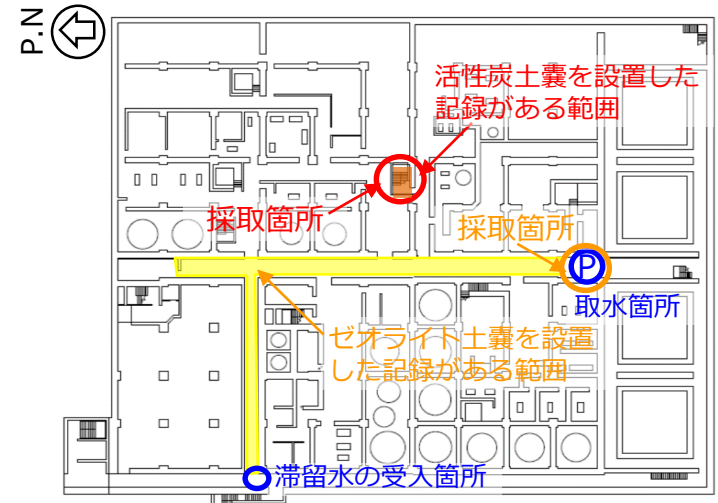 P.N
活性炭土嚢を設置した
記録がある範囲
採取箇所
採取箇所
P
取水箇所
ゼオライト土嚢を設置
した記録がある範囲
滞留水の受入箇所